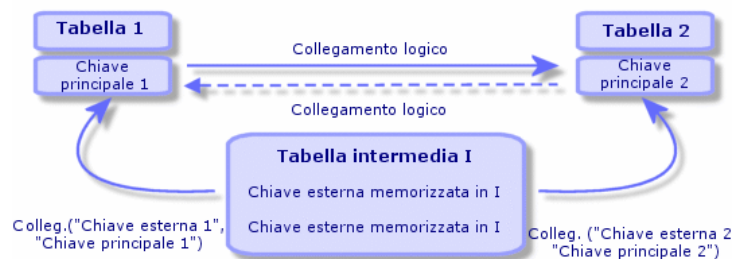 Tabella 1
Chiave
principale 1
Collegamento logico
Collegamento logico
Tabella 2
Chiave
principale 2
Tabella intermedia I
Chiave esterna memorizzata in I
Chiave esterne memorizzata in I
Colleg.("Chiave esterna 1",
"Chiave principale 1")
Colleg. ("Chiave esterna 2
"Chiave principale 2")